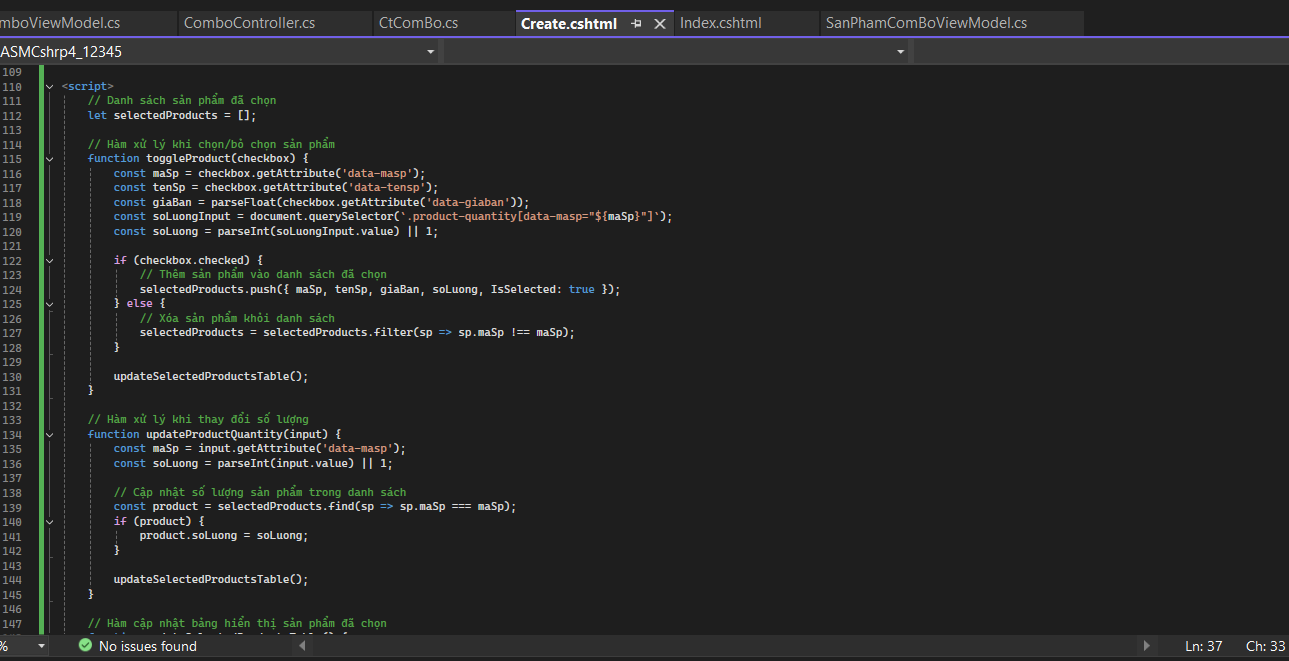 mboViewModel.cs ComboController.cs CtComBo.cs Create.cshtml Index.cshtml SanPhamComBoViewModel.cs
ASMCshrp4_12345
109
110 <script>
111 // Danh sách sản phẩm đã chọn
112 let selectedProducts = [];
113
114 // Hàm xử lý khi chọn/bỏ chọn sản phẩm
115 function toggleProduct(checkbox) {
116 const maSp = checkbox.getAttribute('data-masp');
117 const tenSp = checkbox.getAttribute('data-tensp');
118 const giaBan = parseFloat(checkbox.getAttribute('data-giaban'));
119 const soLuongInput = document.querySelector(`.product-quantity[data-masp="${maSp}"]`);
120 const soLuong = parseInt(soLuongInput.value) || 1;
121
122 if (checkbox.checked) {
123 // Thêm sản phẩm vào danh sách đã chọn
124 selectedProducts.push({ maSp, tenSp, giaBan, soLuong, IsSelected: true });
125 } else {
126 // Xóa sản phẩm khỏi danh sách
127 selectedProducts = selectedProducts.filter(sp => sp.maSp !== maSp);
128 }
129
130 updateSelectedProductsTable();
131 }
132
133 // Hàm xử lý khi thay đổi số lượng
134 function updateProductQuantity(input) {
135 const maSp = input.getAttribute('data-masp');
136 const soLuong = parseInt(input.value) || 1;
137
138 // Cập nhật số lượng sản phẩm trong danh sách
139 const product = selectedProducts.find(sp => sp.maSp === maSp);
140 if (product) {
141 product.soLuong = soLuong;
142 }
143
144 updateSelectedProductsTable();
145 }
146
147 // Hàm cập nhật bảng hiển thị sản phẩm đã chọn
% No issues found Ln: 37 Ch: 33